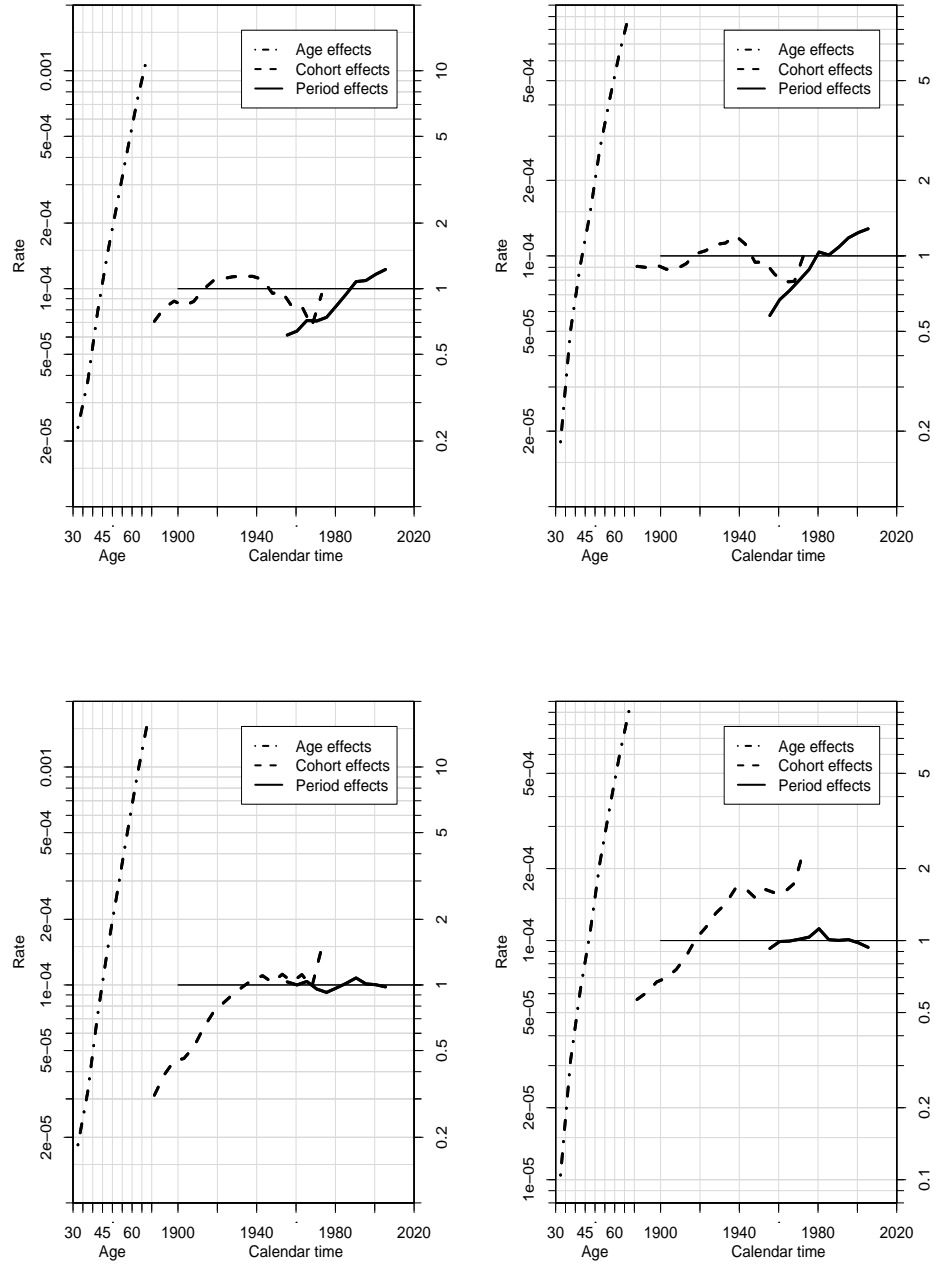 Age effects
Cohort effects
Period effects
Rate
2e−05 5e−05 1e−04 2e−04 5e−04 0.001
0.2 0.5 1 2 5 10
30 45 60 1900 1940 1980 2020
Age Calendar time
Age effects
Cohort effects
Period effects
Rate
2e−05 5e−05 1e−04 2e−04 5e−04
0.2 0.5 1 2 5
30 45 60 1900 1940 1980 2020
Age Calendar time
Age effects
Cohort effects
Period effects
Rate
2e−05 5e−05 1e−04 2e−04 5e−04 0.001
0.2 0.5 1 2 5 10
30 45 60 1900 1940 1980 2020
Age Calendar time
Age effects
Cohort effects
Period effects
Rate
1e−05 2e−05 5e−05 1e−04 2e−04 5e−04
0.1 0.2 0.5 1 2 5
30 45 60 1900 1940 1980 2020
Age Calendar time